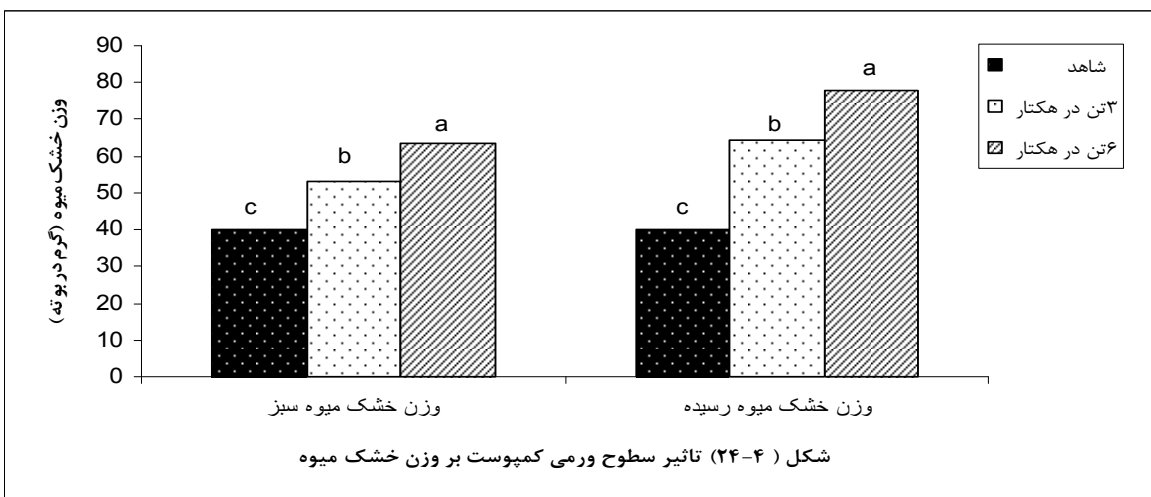 90
80
70
60
50
40
30
20
10
0
وزن خشک میوه (گرم در بوته)
c
b
a
c
b
a
شاهد
۳تن در هکتار
۶تن در هکتار
وزن خشک میوه سبز
وزن خشک میوه رسیده
شکل ( ۴-۲۴) تاثیر سطوح ورمی کمپوست بر وزن خشک میوه